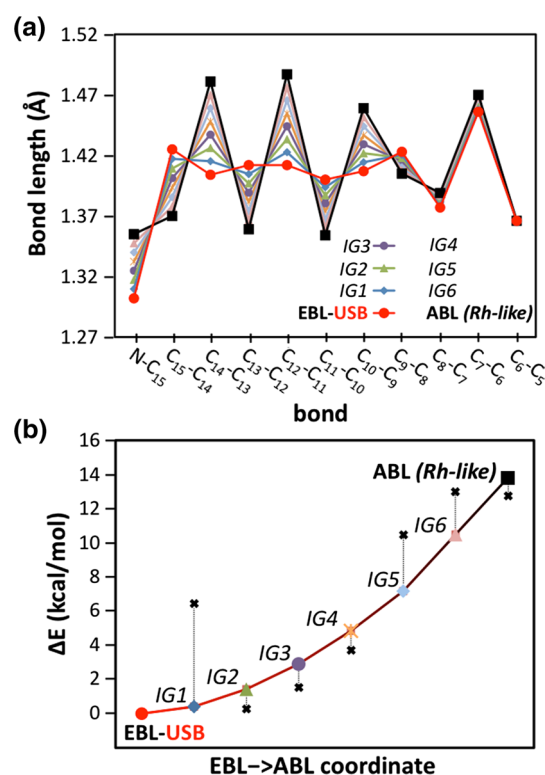 (a)
Bond length (Å)
1.52
1.47
1.42
1.37
1.32
1.27
IG3 IG4
IG2 IG5
IG1 IG6
EBL-USB ABL (Rh-like)
N-C15 C15-C14 C14-C13 C13-C12 C12-C11 C11-C10 C10-C9 C9-C8 C8-C7 C7-C6 C6-C5
bond
(b)
ΔE (kcal/mol)
16
14
12
10
8
6
4
2
0
ABL (Rh-like)
IG6
IG5
IG4
IG3
IG2
IG1
EBL-USB
EBL–>ABL coordinate